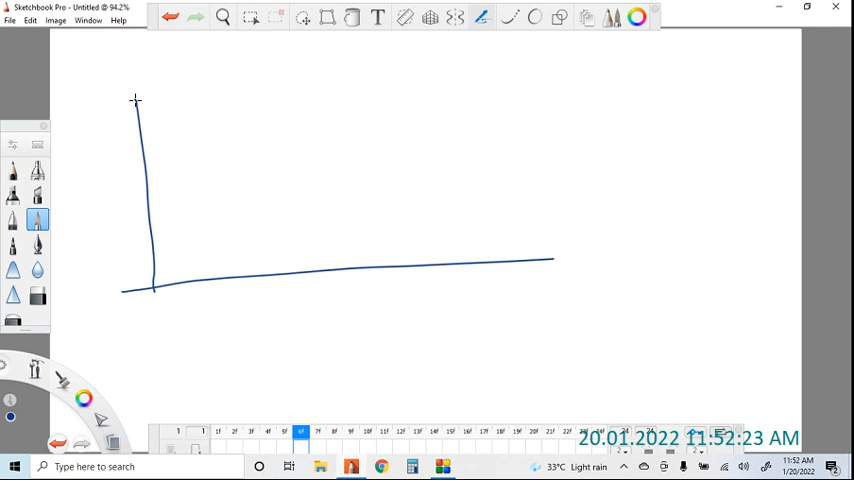 Sketchbook Pro - Untitled @ 94.2%
File Edit Image Window Help
T
1 1 1f 2f 3f 4f 5f 6f 7f 8f 9f 10f 11f 12f 13f 14f 15f 16f 17f 18f 19f 20f 21f 22f
20.01.2022 11:52:23 AM
Type here to search
33°C Light rain
11:52 AM
1/20/2022
2